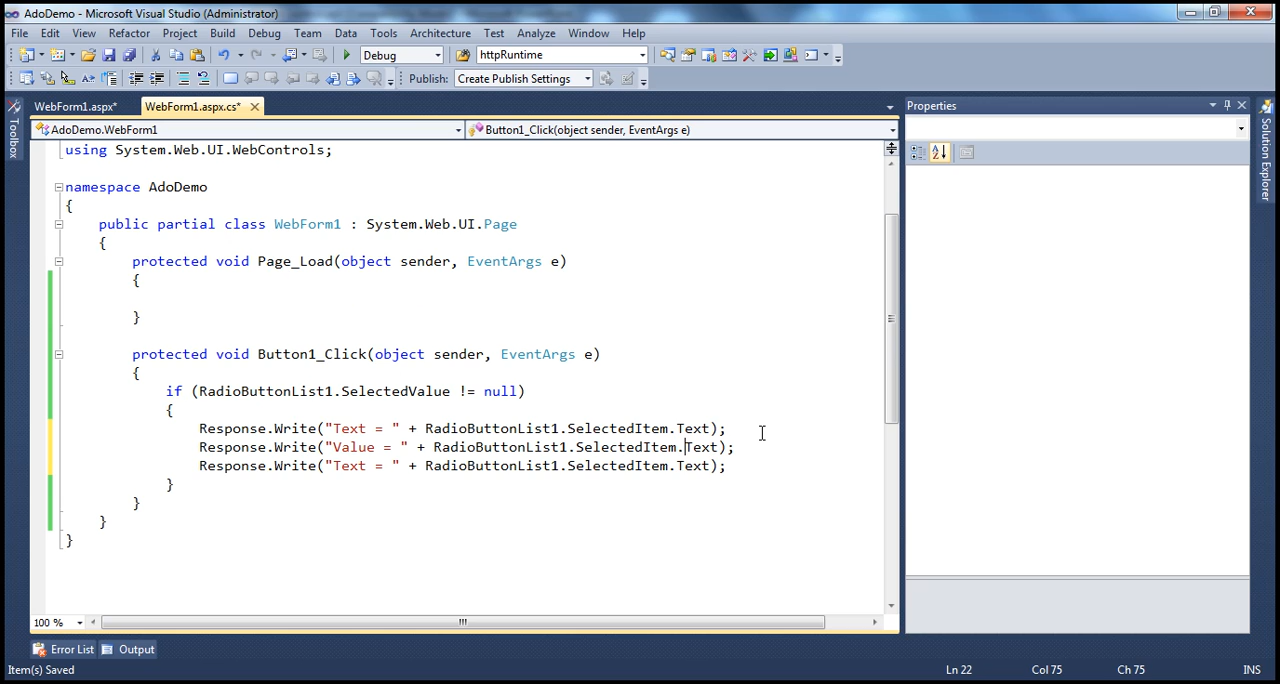 AdoDemo - Microsoft Visual Studio (Administrator)
File Edit View Refactor Project Build Debug Team Data Tools Architecture Test Analyze Window Help
Debug httpRuntime
Publish: Create Publish Settings
WebForm1.aspx* WebForm1.aspx.cs*
Properties
AdoDemo.WebForm1 Button1_Click(object sender, EventArgs e)
Toolbox
Solution Explorer
using System.Web.UI.WebControls;
namespace AdoDemo
{
public partial class WebForm1 : System.Web.UI.Page
{
protected void Page_Load(object sender, EventArgs e)
{
}
protected void Button1_Click(object sender, EventArgs e)
{
if (RadioButtonList1.SelectedValue != null)
{
Response.Write("Text = " + RadioButtonList1.SelectedItem.Text);
Response.Write("Value = " + RadioButtonList1.SelectedItem.Text);
Response.Write("Text = " + RadioButtonList1.SelectedItem.Text);
}
}
}
}
100 %
Error List Output
Item(s) Saved Ln 22 Col 75 Ch 75 INS